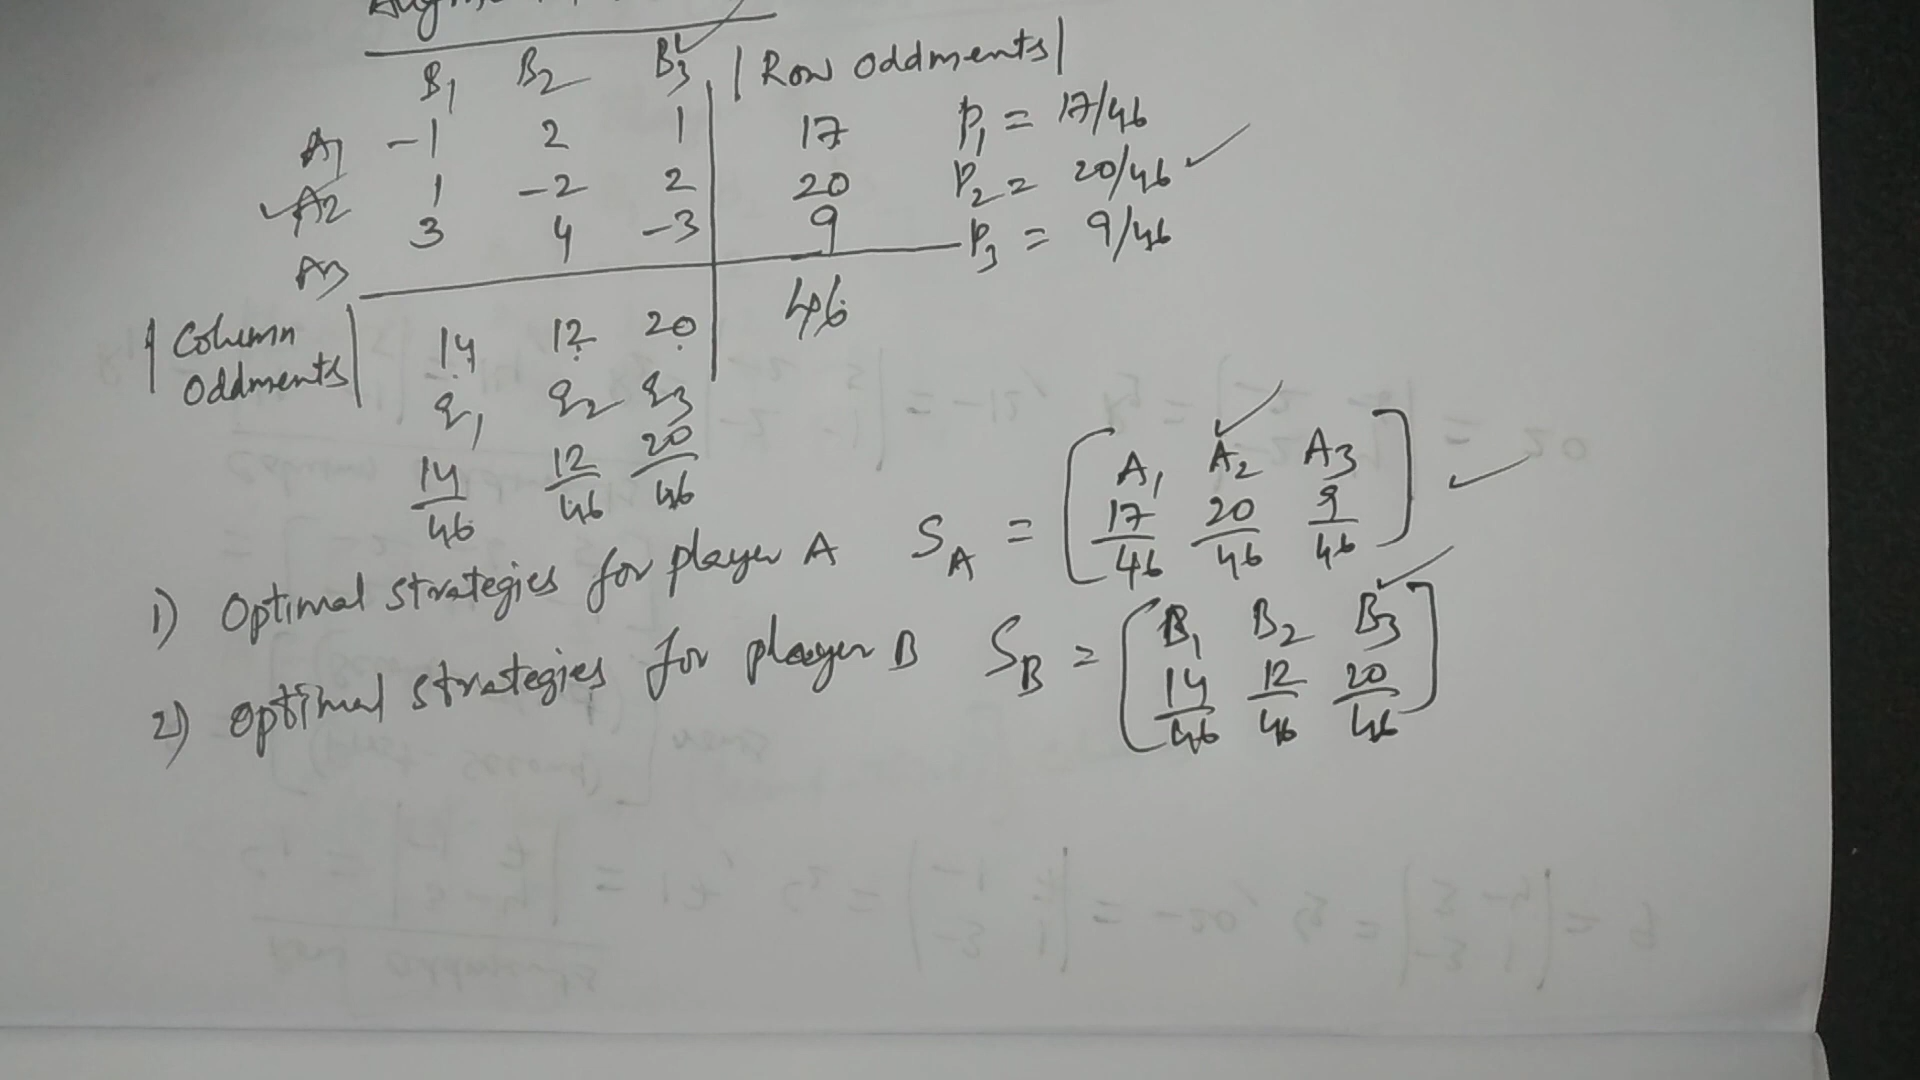 B1 B2 B3 | Row oddments |
A1 -1 2 1 17 P1 = 17/46
A2 1 -2 2 20 P2 = 20/46
A3 3 4 -3 9 P3 = 9/46
46
| Column oddments | 14 12 20
q1 q2 q3
14/46 12/46 20/46
1) Optimal strategies for player A SA = [A1 A2 A3
17/46 20/46 9/46]
2) Optimal strategies for player B SB = [B1 B2 B3
14/46 12/46 20/46]